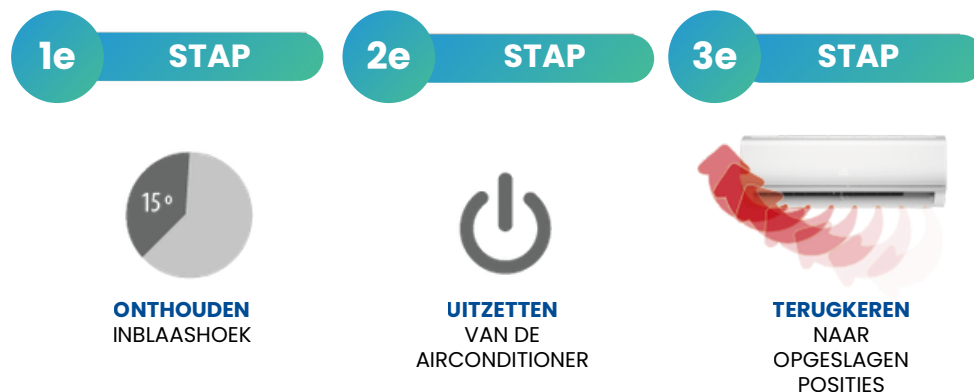 1e STAP
2e STAP
3e STAP
15°
ONTHOUDEN
INBLAASHOEK
UITZETTEN
VAN DE
AIRCONDITIONER
TERUGKEREN
NAAR
OPGESLAGEN
POSITIES